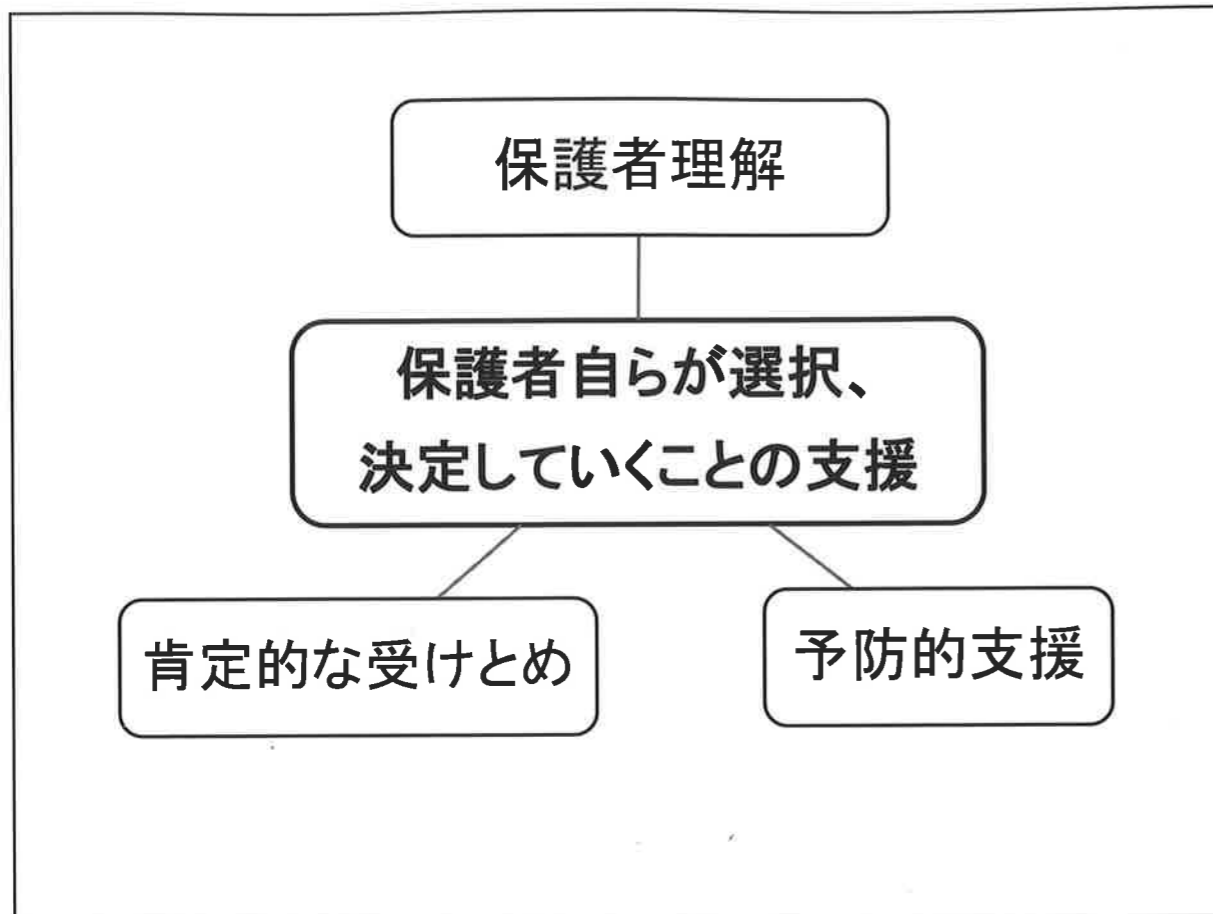 保護者理解
保護者自らが選択、
決定していくことの支援
肯定的な受けとめ
予防的支援